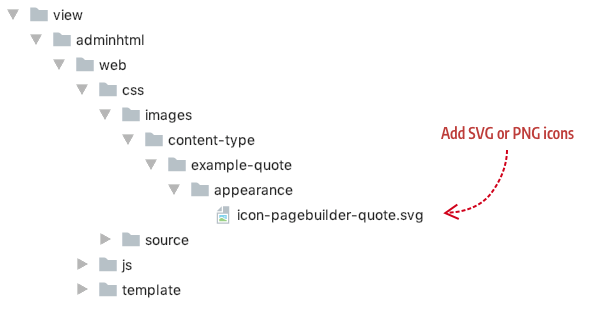 view
adminhtml
web
css
images
content-type
example-quote
appearance
icon-pagebuilder-quote.svg
source
js
template
Add SVG or PNG icons